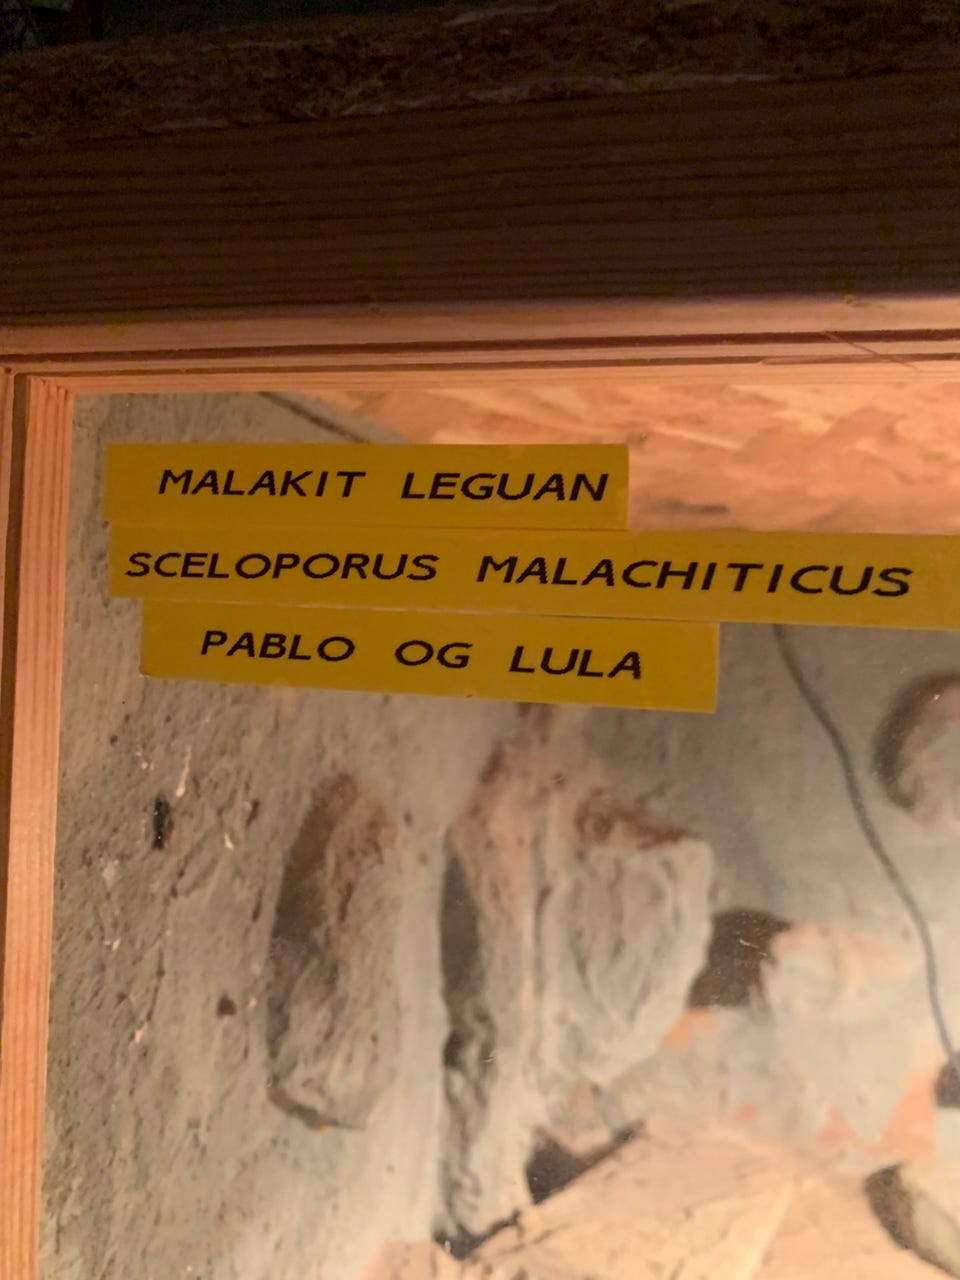 MALAKIT LEGUAN
SCELOPORUS MALACHITICUS
PABLO OG LULA